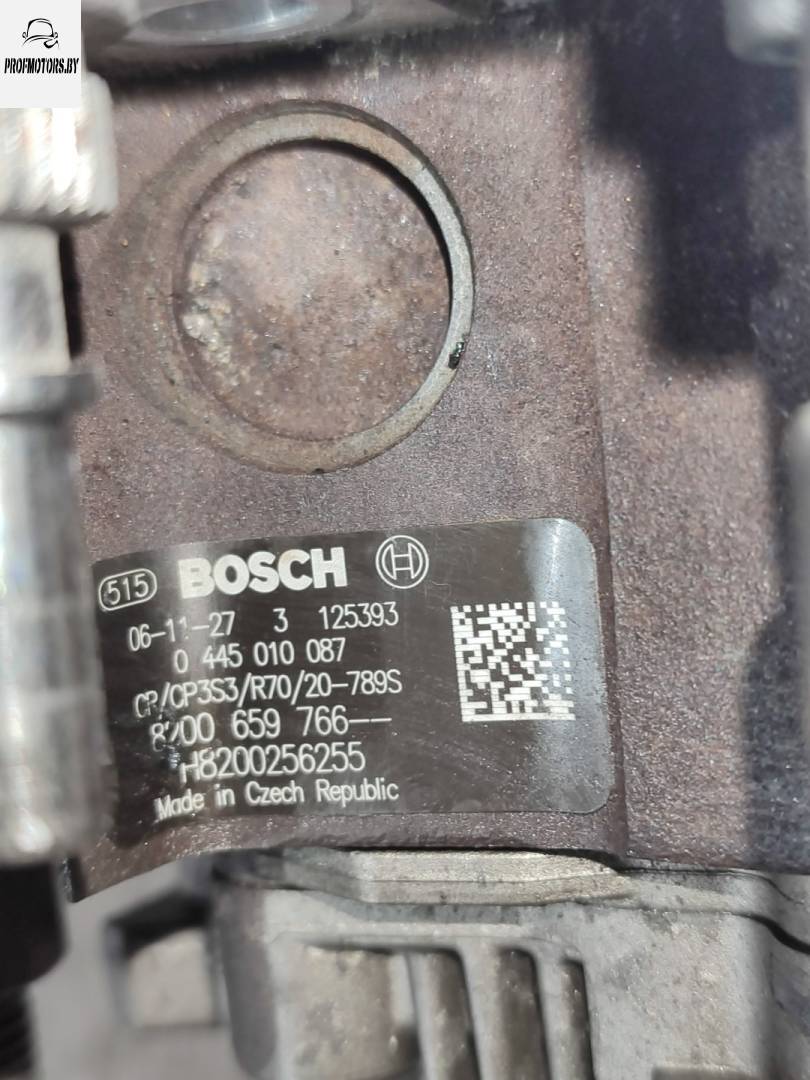 PROFMOTORS.BY
515 BOSCH
06-11-27 3 125393
0 445 010 087
CP/CP3S3/R70/20-789S
8200 659 766--
H8200256255
Made in Czech Republic